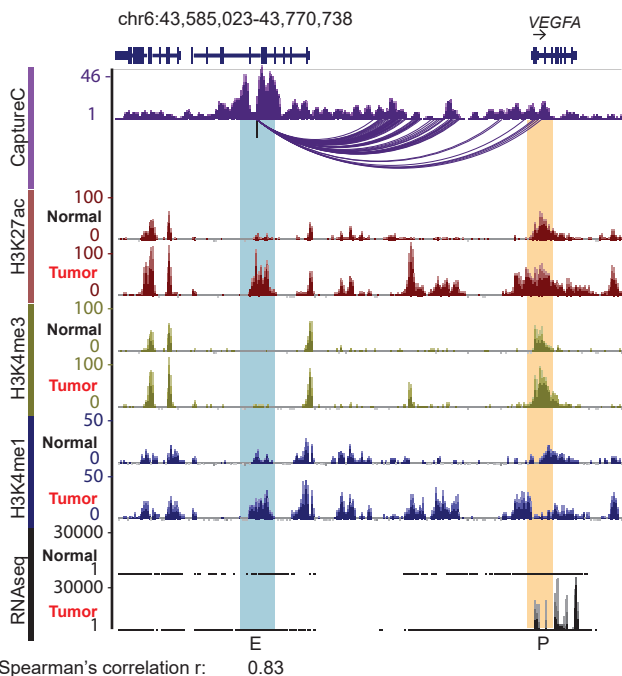 chr6:43,585,023-43,770,738
VEGFA
CaptureC
46
1
H3K27ac
100
Normal
0
100
Tumor
0
H3K4me3
100
Normal
0
100
Tumor
0
H3K4me1
50
Normal
0
50
Tumor
0
RNAseq
30000
Normal
1
30000
Tumor
1
E
P
Spearman's correlation r: 0.83